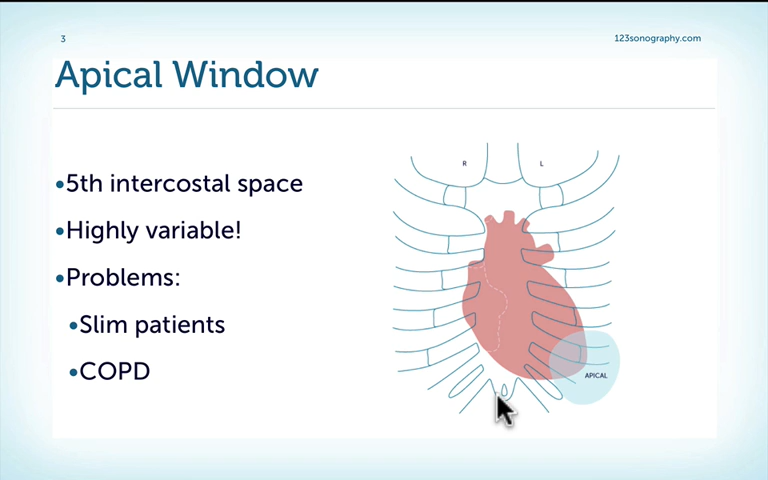 3
123sonography.com
Apical Window
•5th intercostal space
•Highly variable!
•Problems:
•Slim patients
•COPD
R
L
APICAL